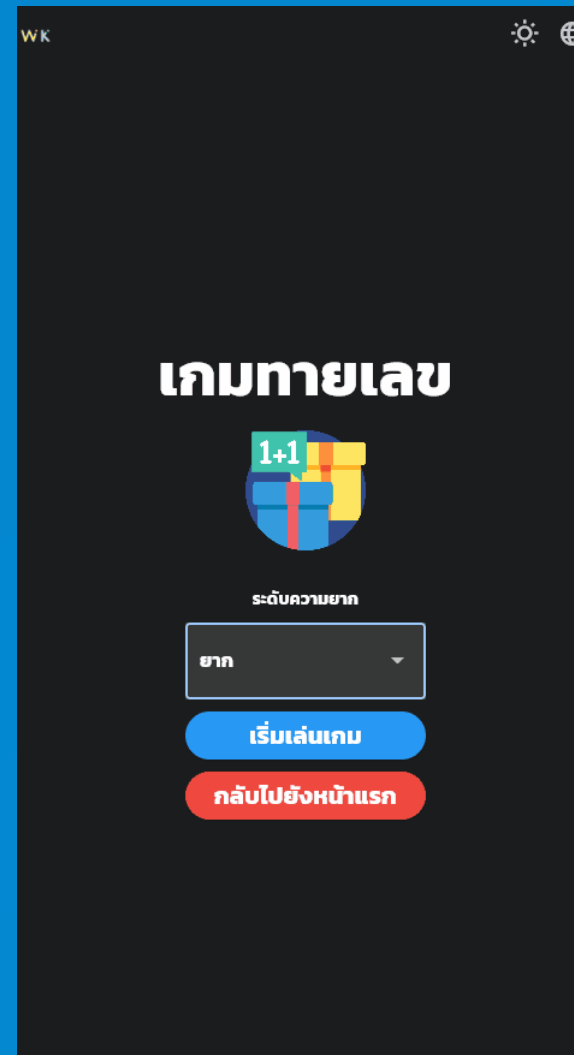 WK
เกมทายเลข
1+1
ระดับความยาก
ยาก
เริ่มเล่นเกม
กลับไปยังหน้าแรก